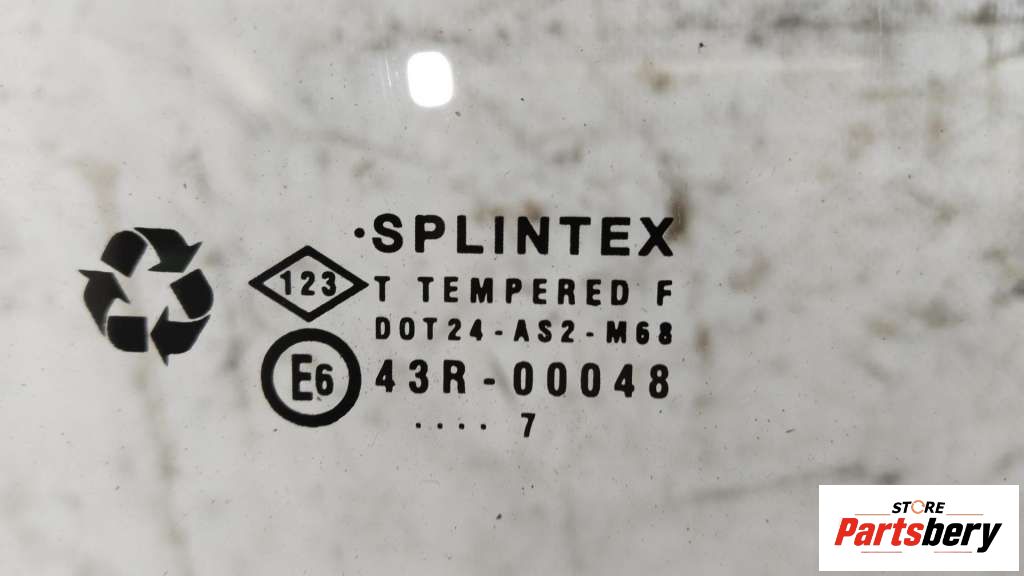 ·SPLINTEX
123
T TEMPERED F
DOT24-AS2-M68
E6
43R-00048
.... 7
STORE
Partsbery